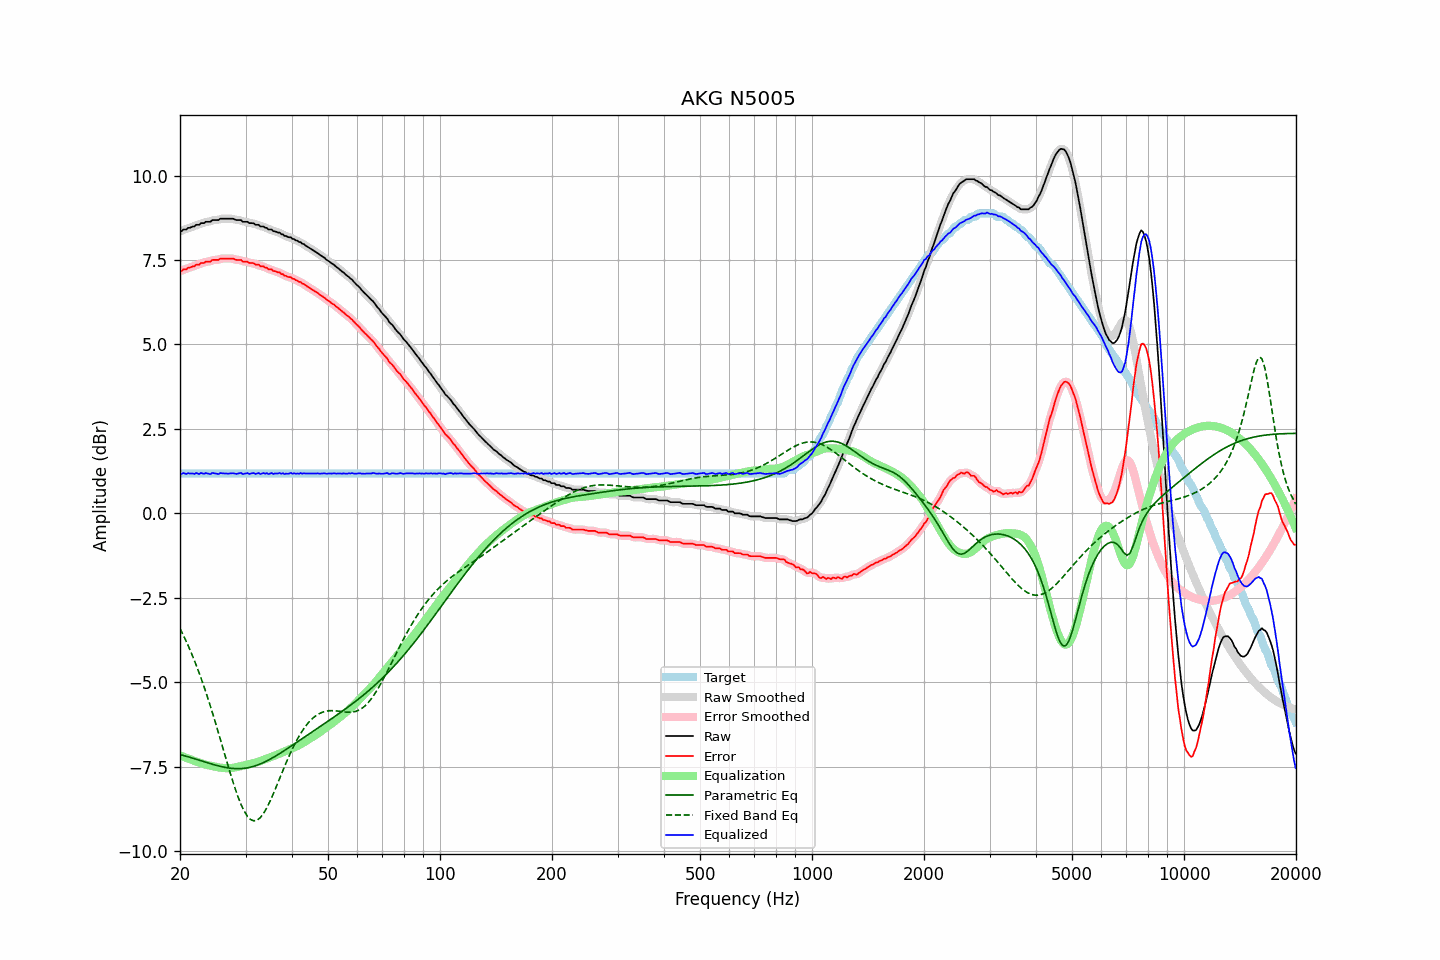 AKG N5005
Amplitude (dBr)
10.0
7.5
5.0
2.5
0.0
−2.5
−5.0
−7.5
−10.0
Target
Raw Smoothed
Error Smoothed
Raw
Error
Equalization
Parametric Eq
Fixed Band Eq
Equalized
20 50 100 200 500 1000 2000 5000 10000 20000
Frequency (Hz)